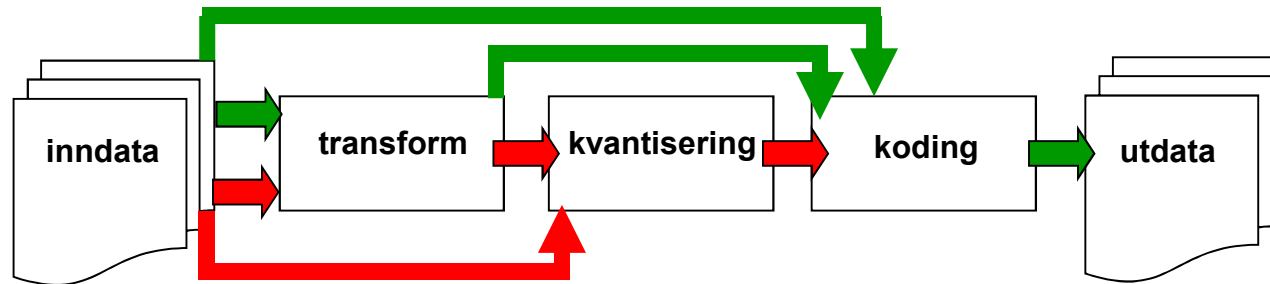 inndata
transform
kvantisering
koding
utdata